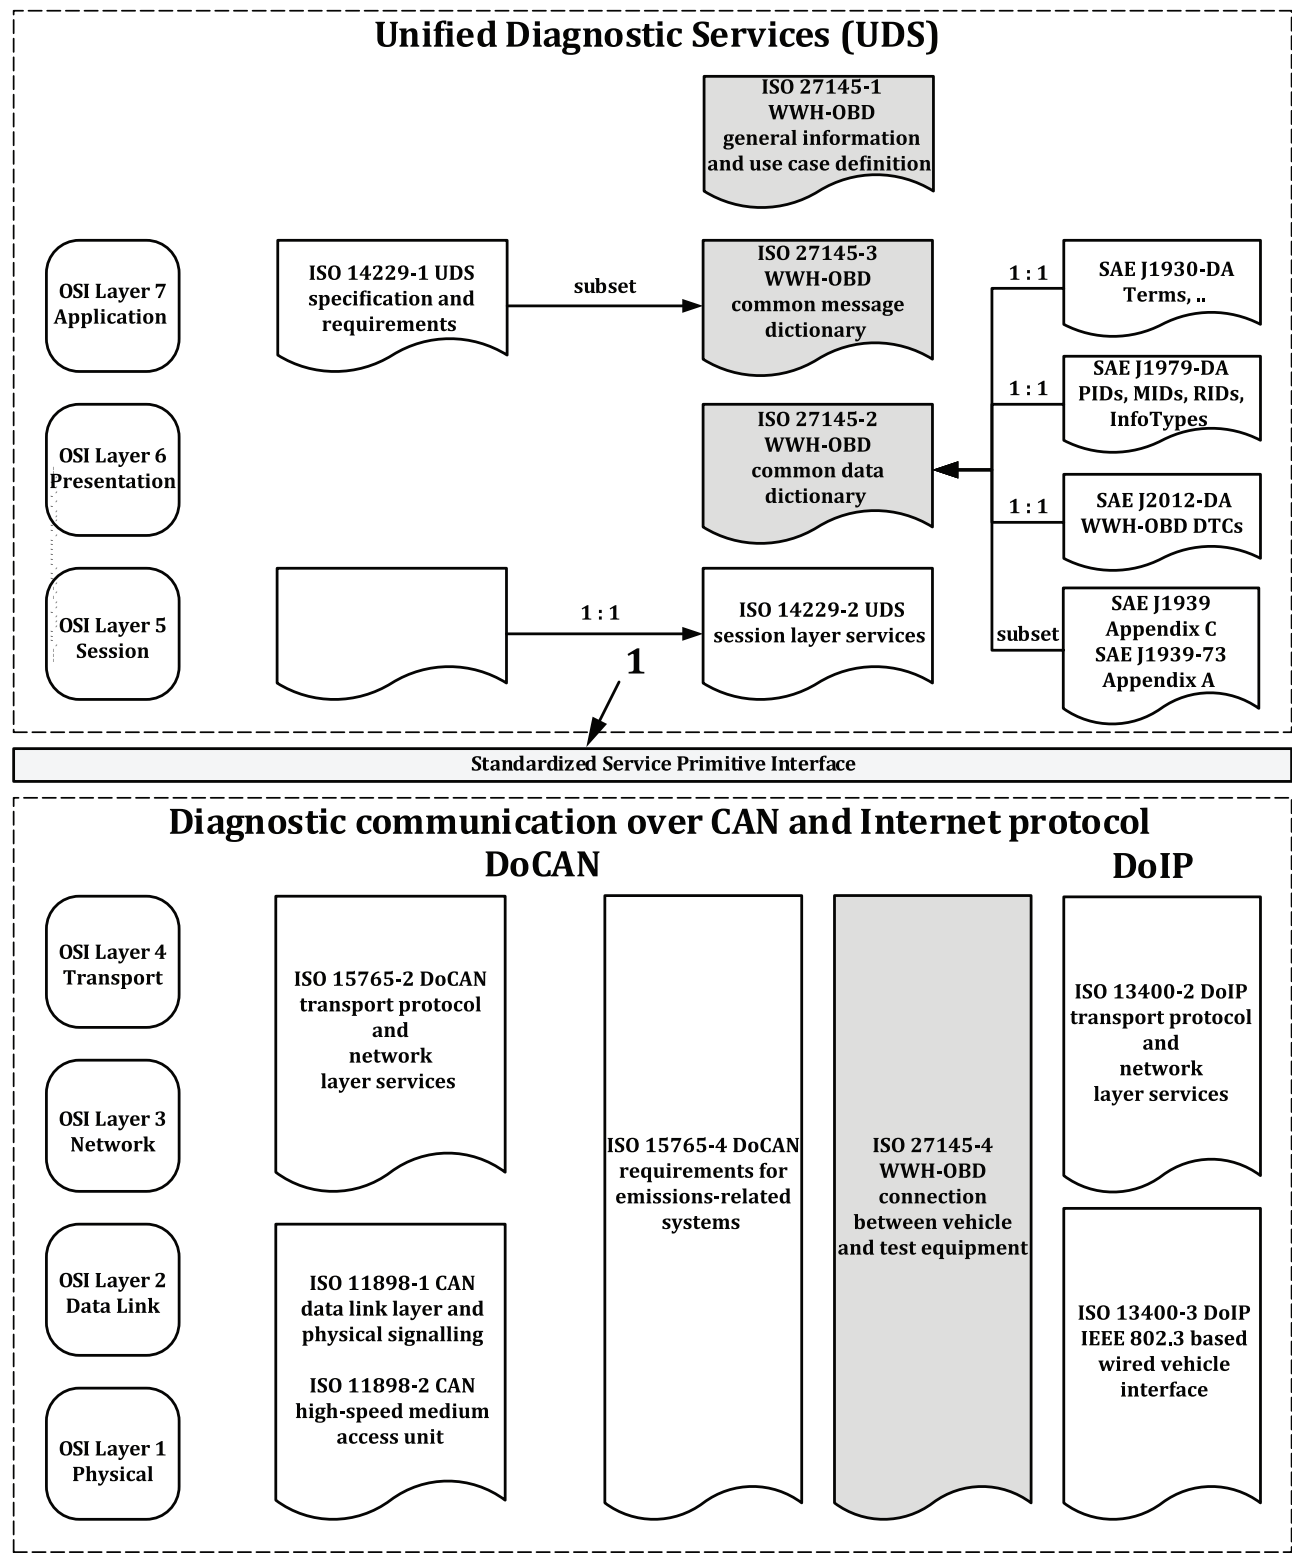 Unified Diagnostic Services (UDS)
ISO 27145-1
WWH-OBD
general information
and use case definition
OSI Layer 7
Application
ISO 14229-1 UDS
specification and
requirements
subset
ISO 27145-3
WWH-OBD
common message
dictionary
1 : 1
SAE J1930-DA
Terms, ..
1 : 1
SAE J1979-DA
PIDs, MIDs, RIDs,
InfoTypes
OSI Layer 6
Presentation
ISO 27145-2
WWH-OBD
common data
dictionary
1 : 1
SAE J2012-DA
WWH-OBD DTCs
OSI Layer 5
Session
1 : 1
ISO 14229-2 UDS
session layer services
subset
SAE J1939
Appendix C
SAE J1939-73
Appendix A
1
Standardized Service Primitive Interface
Diagnostic communication over CAN and Internet protocol
DoCAN
DoIP
OSI Layer 4
Transport
OSI Layer 3
Network
OSI Layer 2
Data Link
OSI Layer 1
Physical
ISO 15765-2 DoCAN
transport protocol
and
network
layer services
ISO 11898-1 CAN
data link layer and
physical signalling
ISO 11898-2 CAN
high-speed medium
access unit
ISO 15765-4 DoCAN
requirements for
emissions-related
systems
ISO 27145-4
WWH-OBD
connection
between vehicle
and test equipment
ISO 13400-2 DoIP
transport protocol
and
network
layer services
ISO 13400-3 DoIP
IEEE 802.3 based
wired vehicle
interface